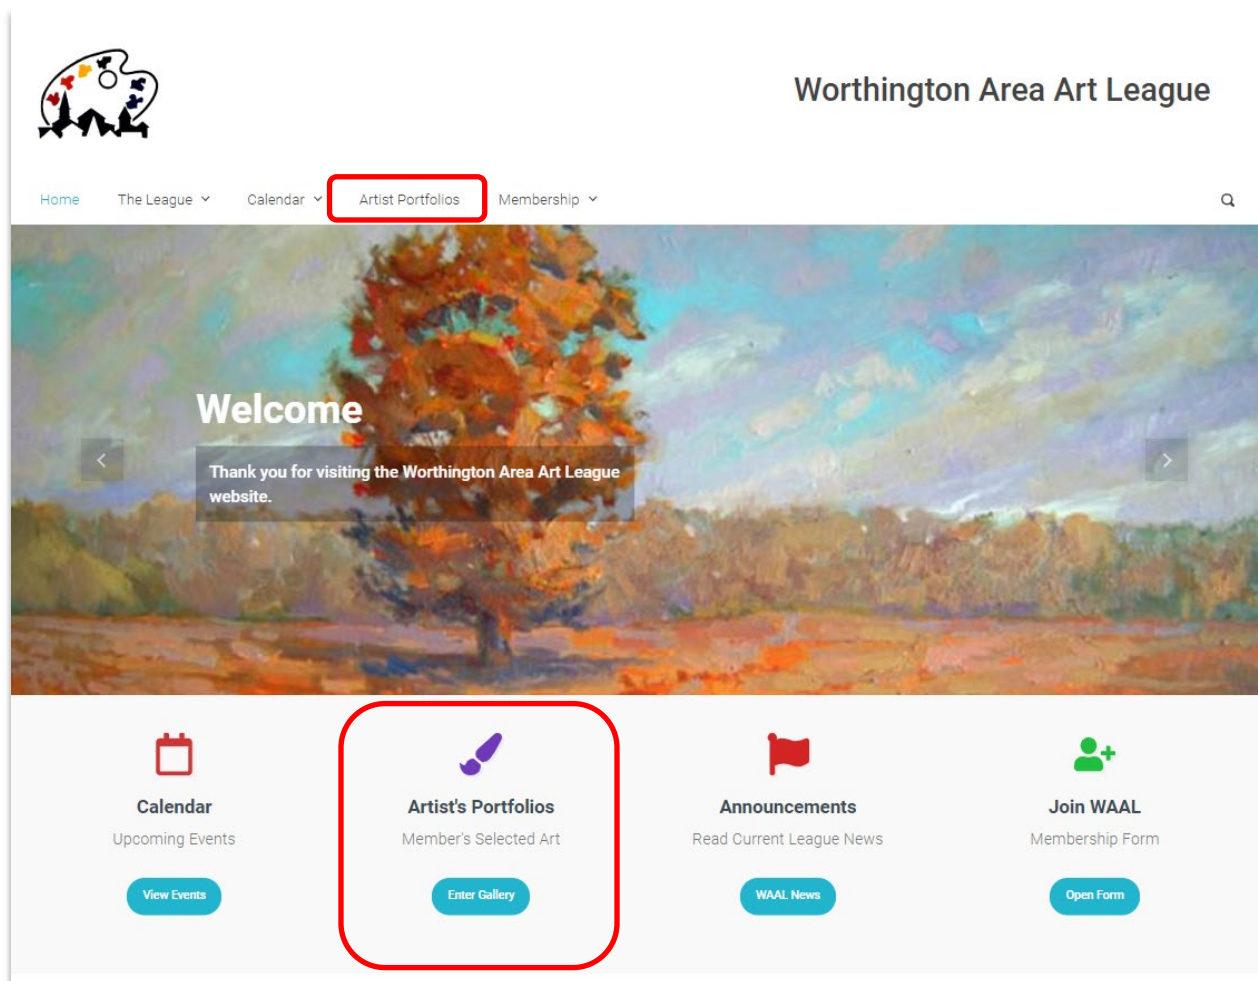 Worthington Area Art League
Home The League Calendar Artist Portfolios Membership
Welcome
Thank you for visiting the Worthington Area Art League
website.
Calendar
Upcoming Events
View Events
Artist's Portfolios
Member's Selected Art
Enter Gallery
Announcements
Read Current League News
WAAL News
Join WAAL
Membership Form
Open Form